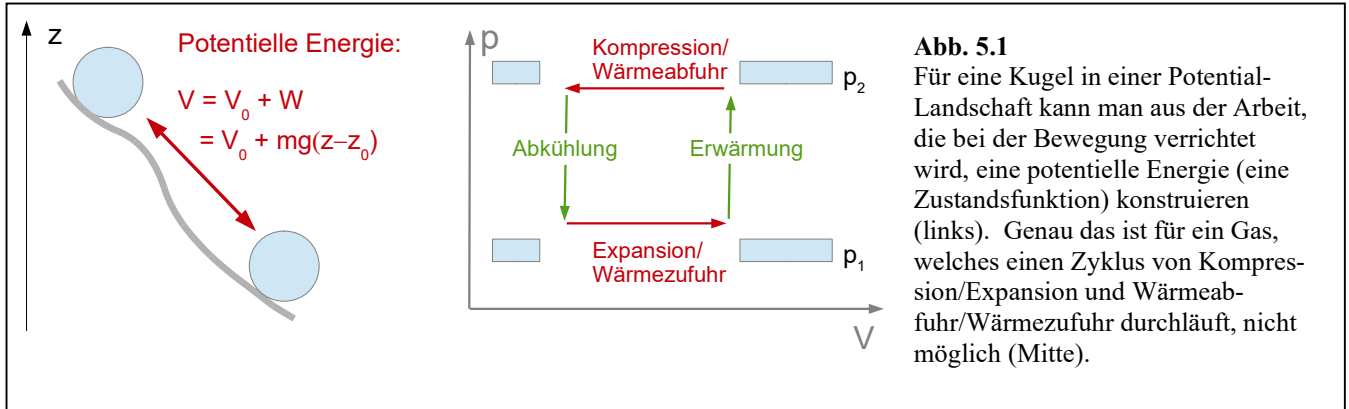 z
Potentielle Energie:
V = V₀ + W
= V₀ + mg(z–z₀)
p
Kompression/
Wärmeabfuhr
p₂
Abkühlung
Erwärmung
Expansion/
Wärmezufuhr
p₁
V
Abb. 5.1
Für eine Kugel in einer Potential-
Landschaft kann man aus der Arbeit,
die bei der Bewegung verrichtet
wird, eine potentielle Energie (eine
Zustandsfunktion) konstruieren
(links).  Genau das ist für ein Gas,
welches einen Zyklus von Kompres-
sion/Expansion und Wärmeab-
fuhr/Wärmezufuhr durchläuft, nicht
möglich (Mitte).